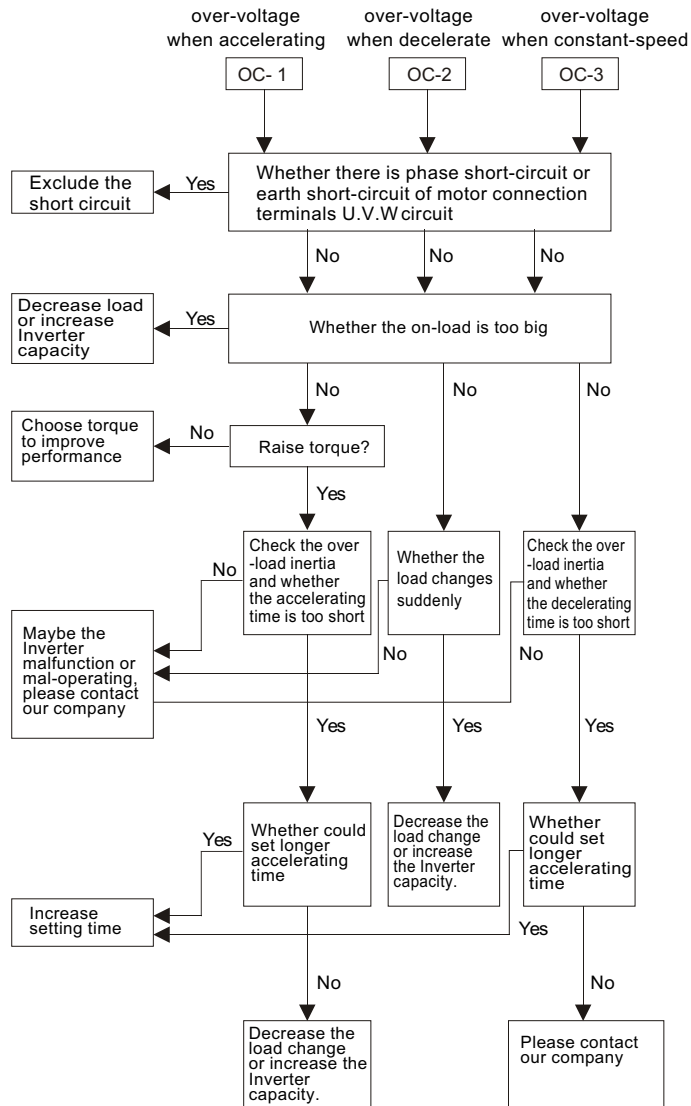 over-voltage
when accelerating
over-voltage
when decelerate
over-voltage
when constant-speed
OC- 1
OC-2
OC-3
Whether there is phase short-circuit or
earth short-circuit of motor connection
terminals U.V.W circuit
Yes
Exclude the
short circuit
No
No
No
Decrease load
or increase
Inverter
capacity
Yes
Whether the on-load is too big
No
No
No
Choose torque
to improve
performance
No
Raise torque?
Yes
Check the over
-load inertia
and whether
the accelerating
time is too short
Whether the
load changes
suddenly
Check the over
-load inertia
and whether
the decelerating
time is too short
No
Maybe the
Inverter
malfunction or
mal-operating,
please contact
our company
No
No
Yes
Yes
Yes
Whether could
set longer
accelerating
time
Decrease the
load change
or increase
the Inverter
capacity.
Whether
could set
longer
accelerating
time
Yes
Increase
setting time
Yes
No
No
Decrease the
load change
or increase the
Inverter
capacity.
Please contact
our company